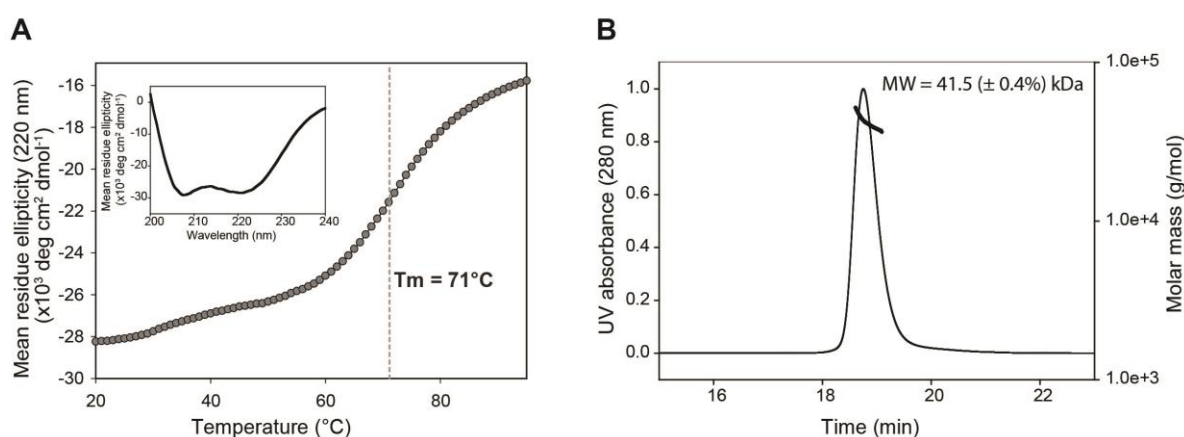 A
Mean residue ellipticity (220 nm)
(x10³ deg cm² dmol⁻¹)
-16
-18
-20
-22
-24
-26
-28
-30
20
40
60
80
Temperature (°C)
Tm = 71°C
Mean residue ellipticity
(x10³ deg cm² dmol⁻¹)
0
-10
-20
-30
200 210 220 230 240
Wavelength (nm)
B
UV absorbance (280 nm)
1.0
0.8
0.6
0.4
0.2
0.0
16
18
20
22
Time (min)
MW = 41.5 (± 0.4%) kDa
1.0e+5
1.0e+4
1.0e+3
Molar mass (g/mol)